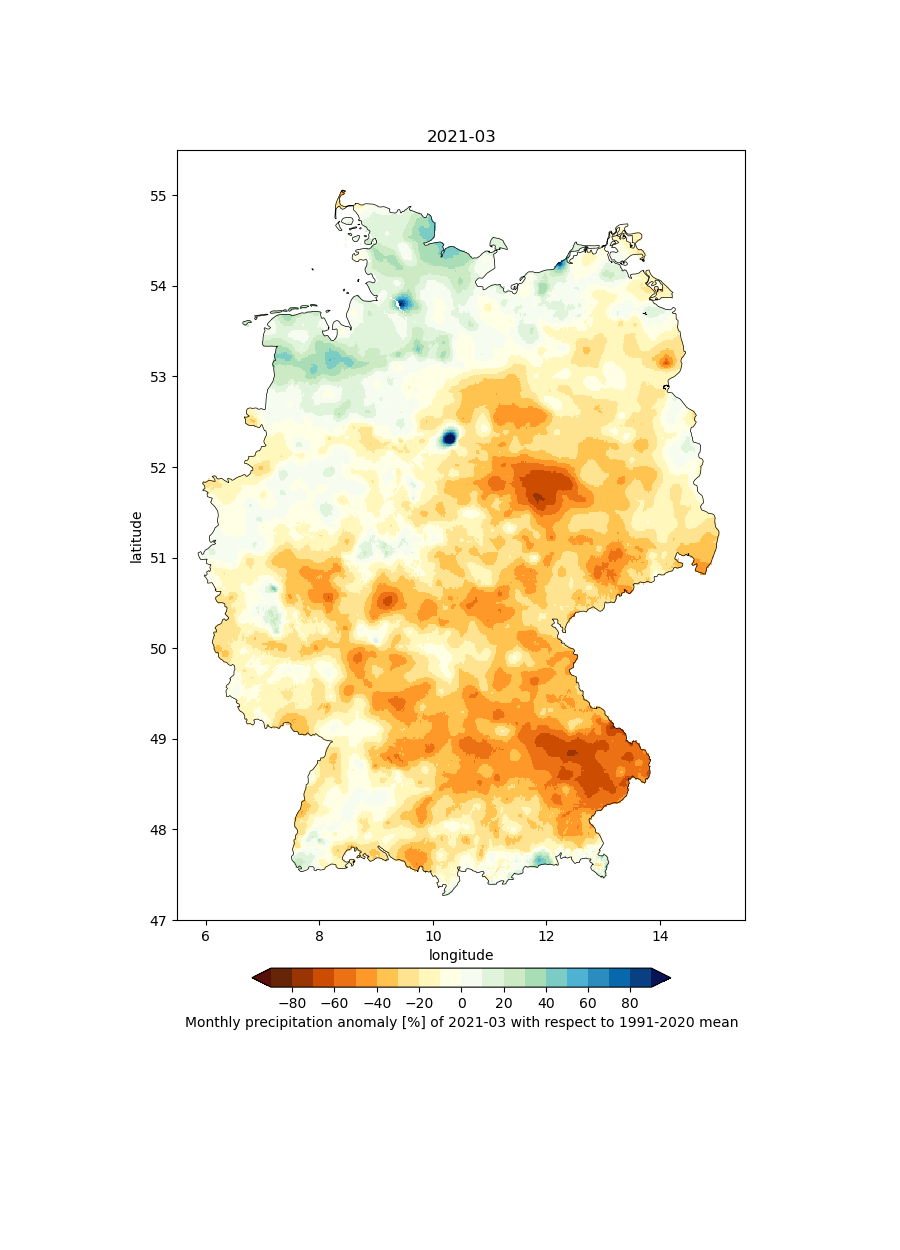 2021-03
55
54
53
52
51
50
49
48
47
latitude
6 8 10 12 14
longitude
−80 −60 −40 −20 0 20 40 60 80
Monthly precipitation anomaly [%] of 2021-03 with respect to 1991-2020 mean